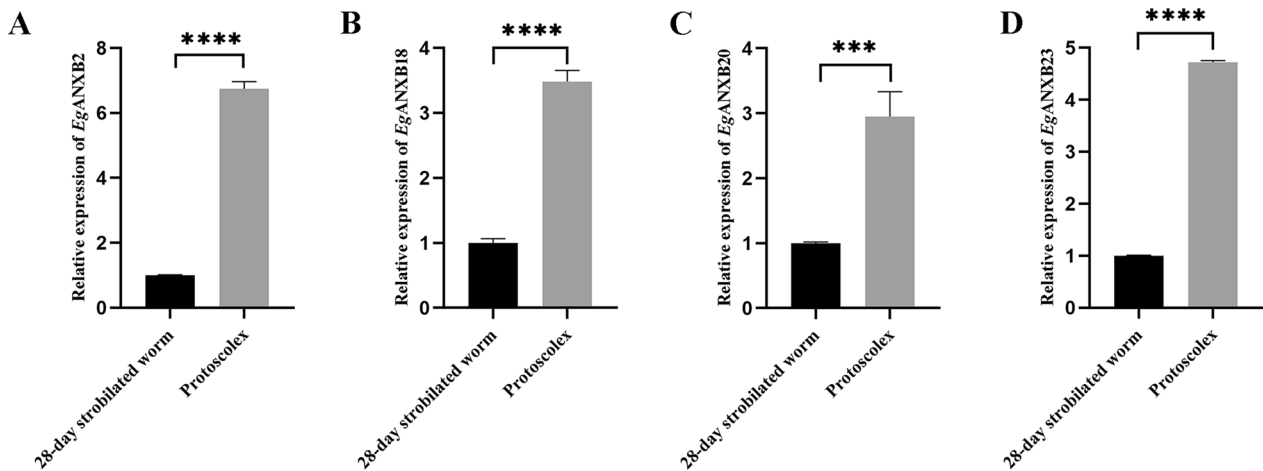 A
Relative expression of EgANXB2
8
6
4
2
0
****
28-day strobilated worm
Protoscolex
B
Relative expression of EgANXB18
4
3
2
1
0
****
28-day strobilated worm
Protoscolex
C
Relative expression of EgANXB20
4
3
2
1
0
***
28-day strobilated worm
Protoscolex
D
Relative expression of EgANXB23
5
4
3
2
1
0
****
28-day strobilated worm
Protoscolex